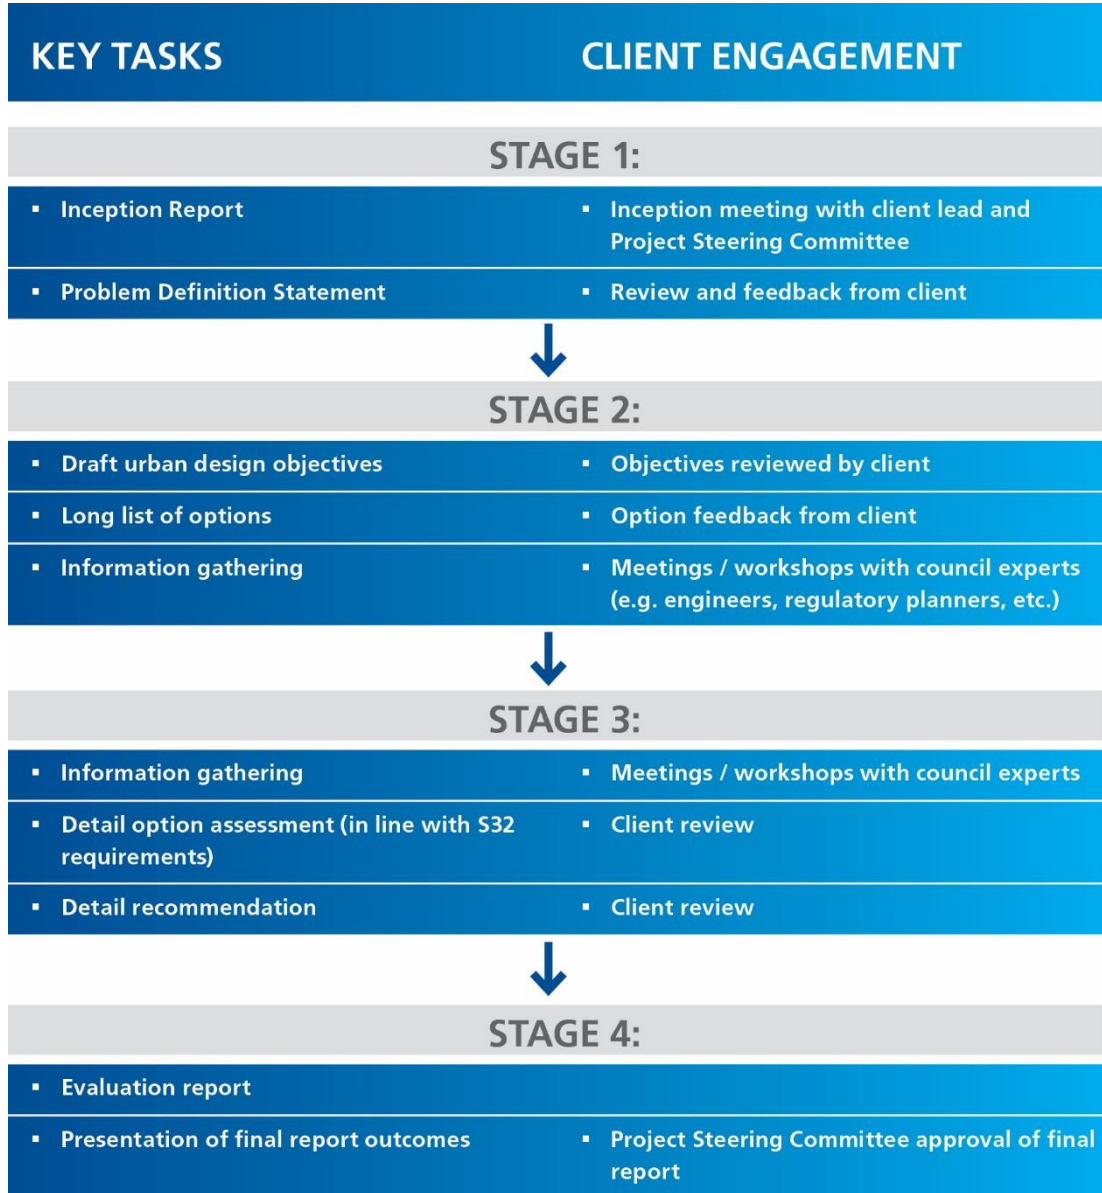 KEY TASKS
CLIENT ENGAGEMENT
STAGE 1:
▪ Inception Report
▪ Inception meeting with client lead and
Project Steering Committee
▪ Problem Definition Statement
▪ Review and feedback from client
STAGE 2:
▪ Draft urban design objectives
▪ Objectives reviewed by client
▪ Long list of options
▪ Option feedback from client
▪ Information gathering
▪ Meetings / workshops with council experts
(e.g. engineers, regulatory planners, etc.)
STAGE 3:
▪ Information gathering
▪ Meetings / workshops with council experts
▪ Detail option assessment (in line with S32
requirements)
▪ Client review
▪ Detail recommendation
▪ Client review
STAGE 4:
▪ Evaluation report
▪ Presentation of final report outcomes
▪ Project Steering Committee approval of final
report